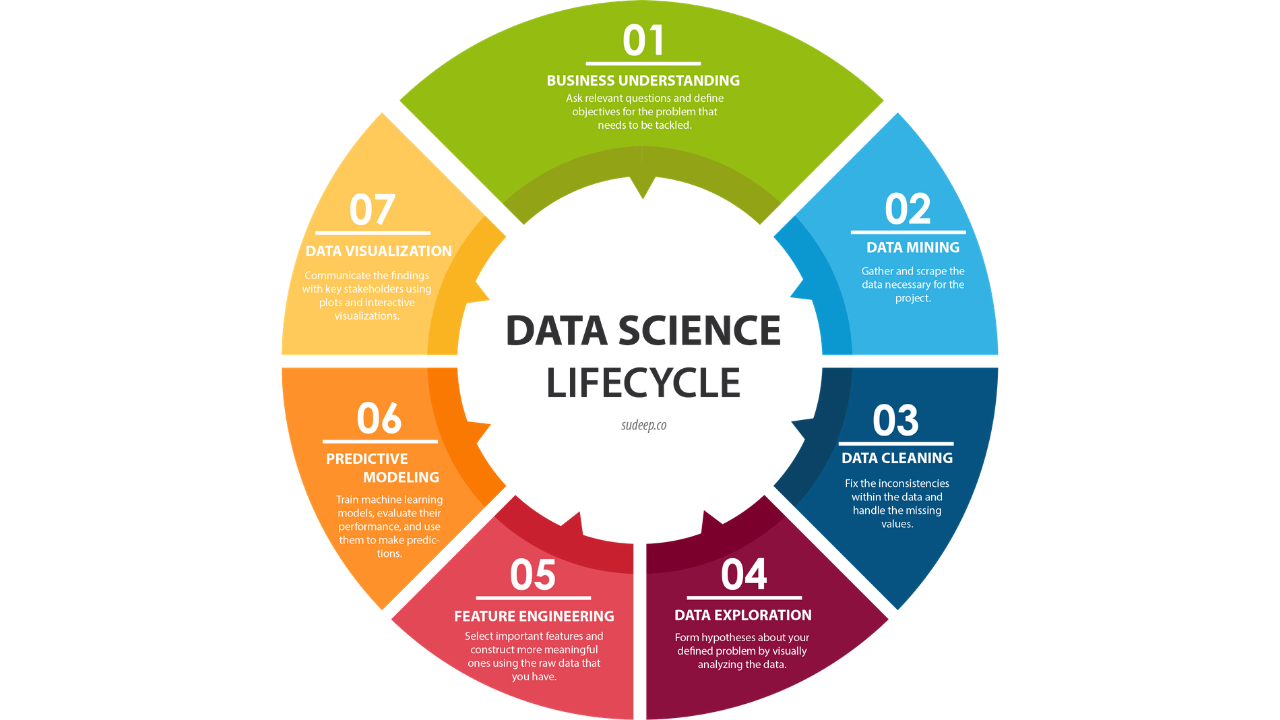 01
BUSINESS UNDERSTANDING
Ask relevant questions and define
objectives for the problem that
needs to be tackled.
02
DATA MINING
Gather and scrape the
data necessary for the
project.
03
DATA CLEANING
Fix the inconsistencies
within the data and
handle the missing
values.
04
DATA EXPLORATION
Form hypotheses about your
defined problem by visually
analyzing the data.
05
FEATURE ENGINEERING
Select important features and
construct more meaningful
ones using the raw data that
you have.
06
PREDICTIVE
MODELING
Train machine learning
models, evaluate their
performance, and use
them to make predic-
tions.
07
DATA VISUALIZATION
Communicate the findings
with key stakeholders using
plots and interactive
visualizations.
DATA SCIENCE
LIFECYCLE
sudeep.co